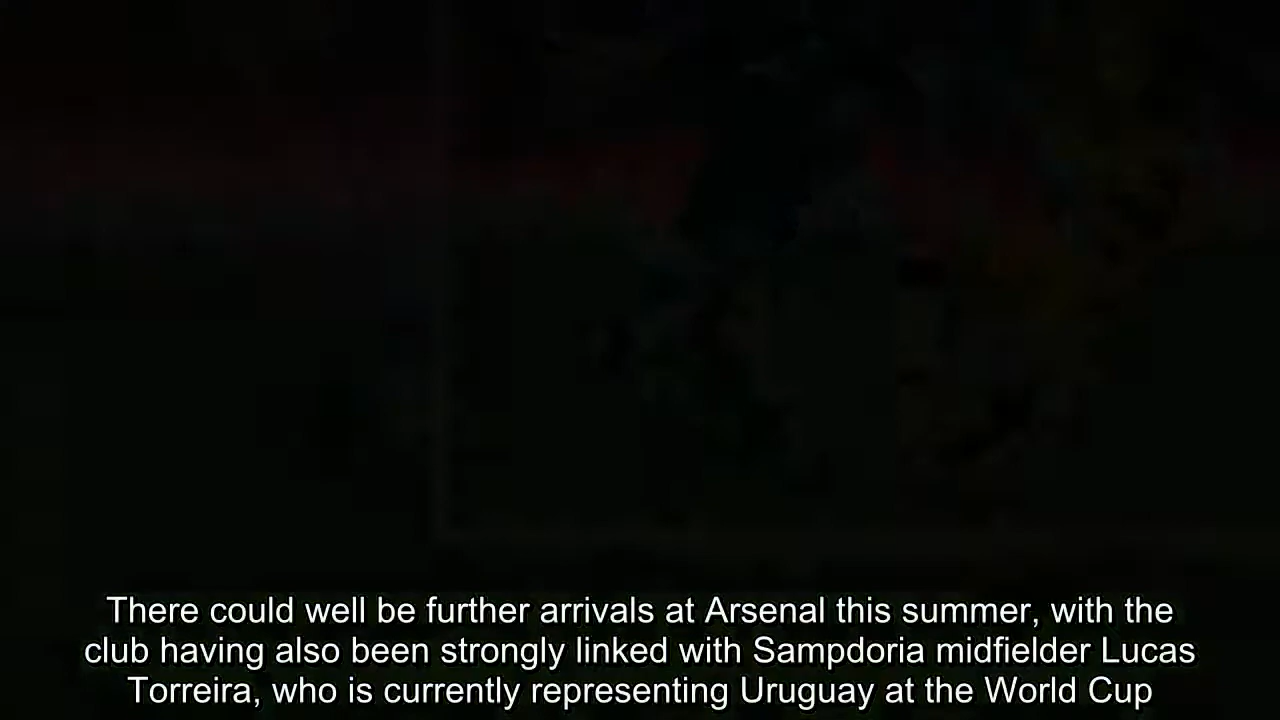 There could well be further arrivals at Arsenal this summer, with the
club having also been strongly linked with Sampdoria midfielder Lucas
Torreira, who is currently representing Uruguay at the World Cup